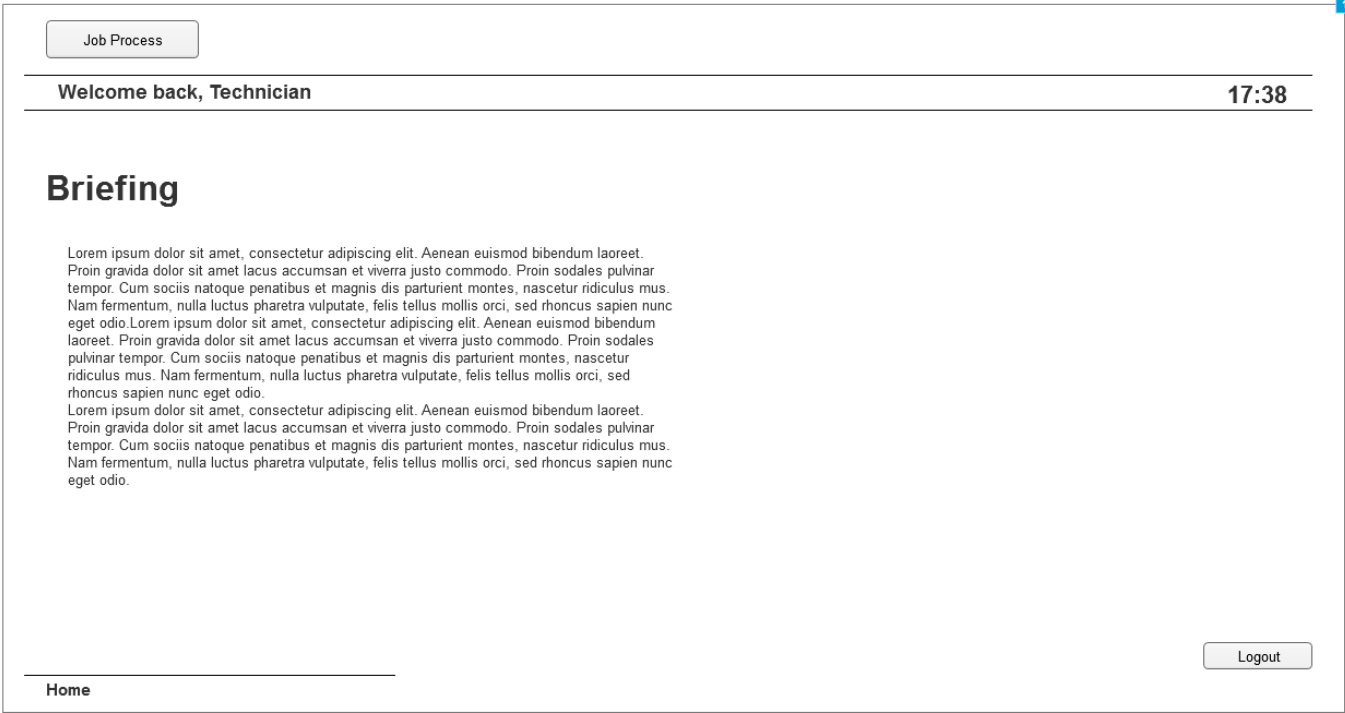 Job Process
Welcome back, Technician
17:38
Briefing
Lorem ipsum dolor sit amet, consectetur adipiscing elit. Aenean euismod bibendum laoreet.
Proin gravida dolor sit amet lacus accumsan et viverra justo commodo. Proin sodales pulvinar
tempor. Cum sociis natoque penatibus et magnis dis parturient montes, nascetur ridiculus mus.
Nam fermentum, nulla luctus pharetra vulputate, felis tellus mollis orci, sed rhoncus sapien nunc
eget odio.Lorem ipsum dolor sit amet, consectetur adipiscing elit. Aenean euismod bibendum
laoreet. Proin gravida dolor sit amet lacus accumsan et viverra justo commodo. Proin sodales
pulvinar tempor. Cum sociis natoque penatibus et magnis dis parturient montes, nascetur
ridiculus mus. Nam fermentum, nulla luctus pharetra vulputate, felis tellus mollis orci, sed
rhoncus sapien nunc eget odio.
Lorem ipsum dolor sit amet, consectetur adipiscing elit. Aenean euismod bibendum laoreet.
Proin gravida dolor sit amet lacus accumsan et viverra justo commodo. Proin sodales pulvinar
tempor. Cum sociis natoque penatibus et magnis dis parturient montes, nascetur ridiculus mus.
Nam fermentum, nulla luctus pharetra vulputate, felis tellus mollis orci, sed rhoncus sapien nunc
eget odio.
Logout
Home